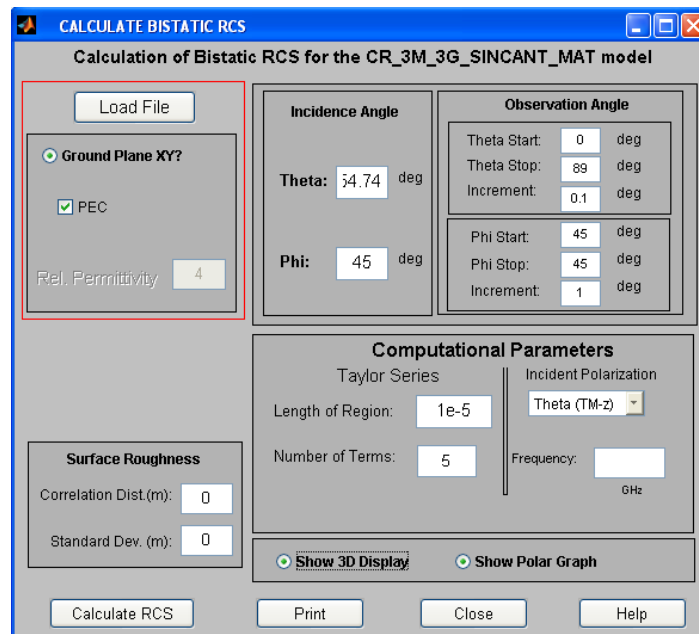 CALCULATE BISTATIC RCS
Calculation of Bistatic RCS for the CR_3M_3G_SINCANT_MAT model
Load File
Ground Plane XY?
PEC
Rel. Permittivity 4
Incidence Angle
Theta: 54.74 deg
Phi: 45 deg
Observation Angle
Theta Start: 0 deg
Theta Stop: 89 deg
Increment: 0.1 deg
Phi Start: 45 deg
Phi Stop: 45 deg
Increment: 1 deg
Computational Parameters
Taylor Series
Length of Region: 1e-5
Number of Terms: 5
Incident Polarization
Theta (TM-z)
Frequency:
GHz
Surface Roughness
Correlation Dist.(m): 0
Standard Dev. (m): 0
Show 3D Display
Show Polar Graph
Calculate RCS
Print
Close
Help